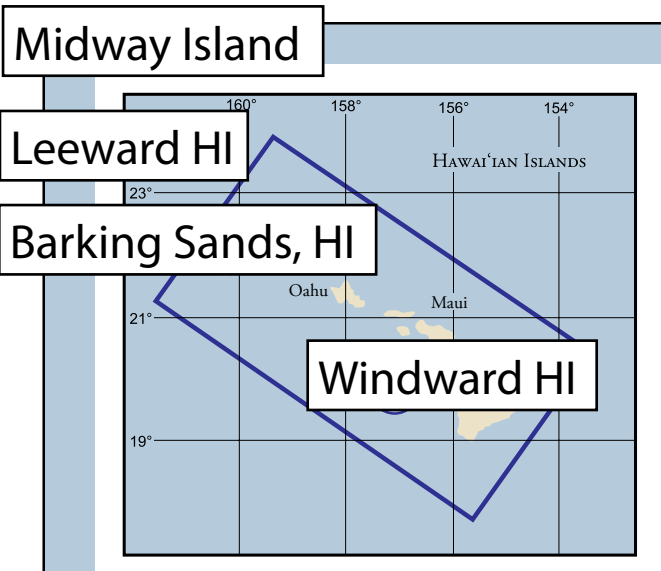 Midway Island
160° 158° 156° 154°
Leeward HI
HAWAI‘IAN ISLANDS
23°
Barking Sands, HI
Oahu
Maui
21°
Windward HI
19°